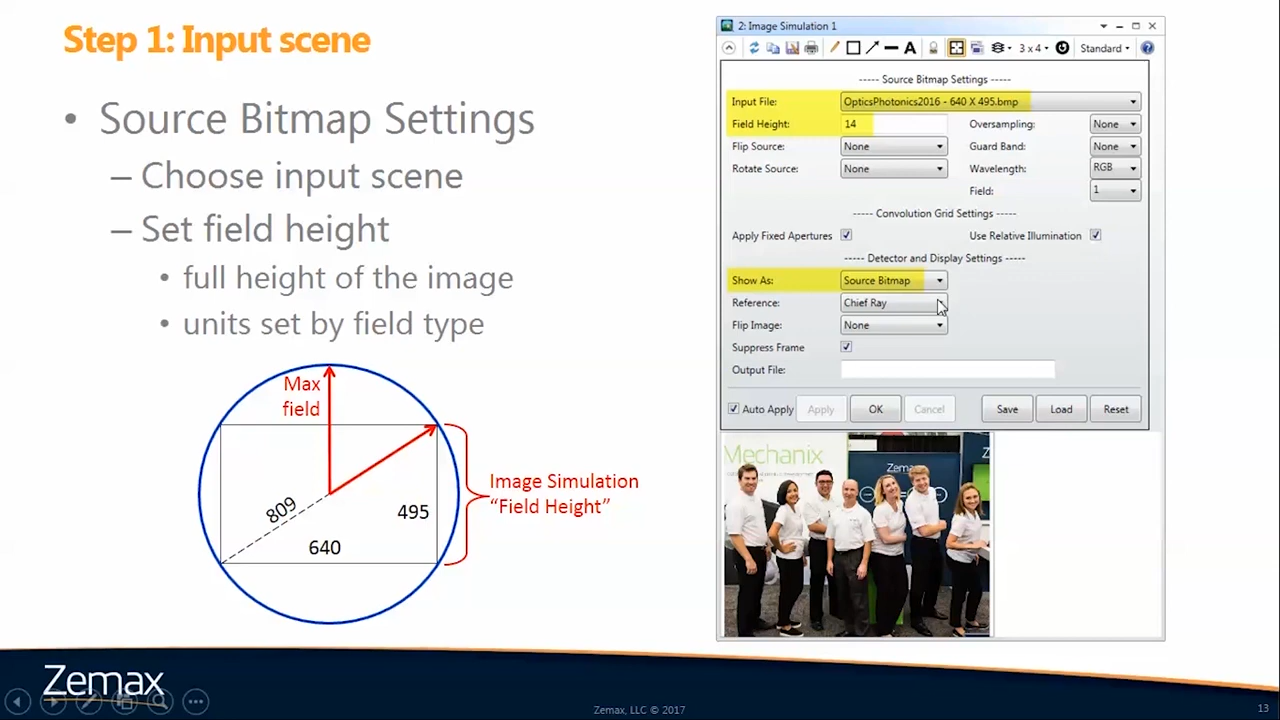 Step 1: Input scene
• Source Bitmap Settings
– Choose input scene
– Set field height
• full height of the image
• units set by field type
Max
field
809
495
640
Image Simulation
“Field Height”
2: Image Simulation 1
A
3 x 4
Standard
----- Source Bitmap Settings -----
Input File: OpticsPhotonics2016 - 640 X 495.bmp
Field Height: 14 Oversampling: None
Flip Source: None Guard Band: None
Rotate Source: None Wavelength: RGB
Field: 1
----- Convolution Grid Settings -----
Apply Fixed Apertures Use Relative Illumination
----- Detector and Display Settings -----
Show As: Source Bitmap
Reference: Chief Ray
Flip Image: None
Suppress Frame
Output File:
Auto Apply Apply OK Cancel Save Load Reset
Mechanix
Zemax
Zemax
Zemax, LLC © 2017
13